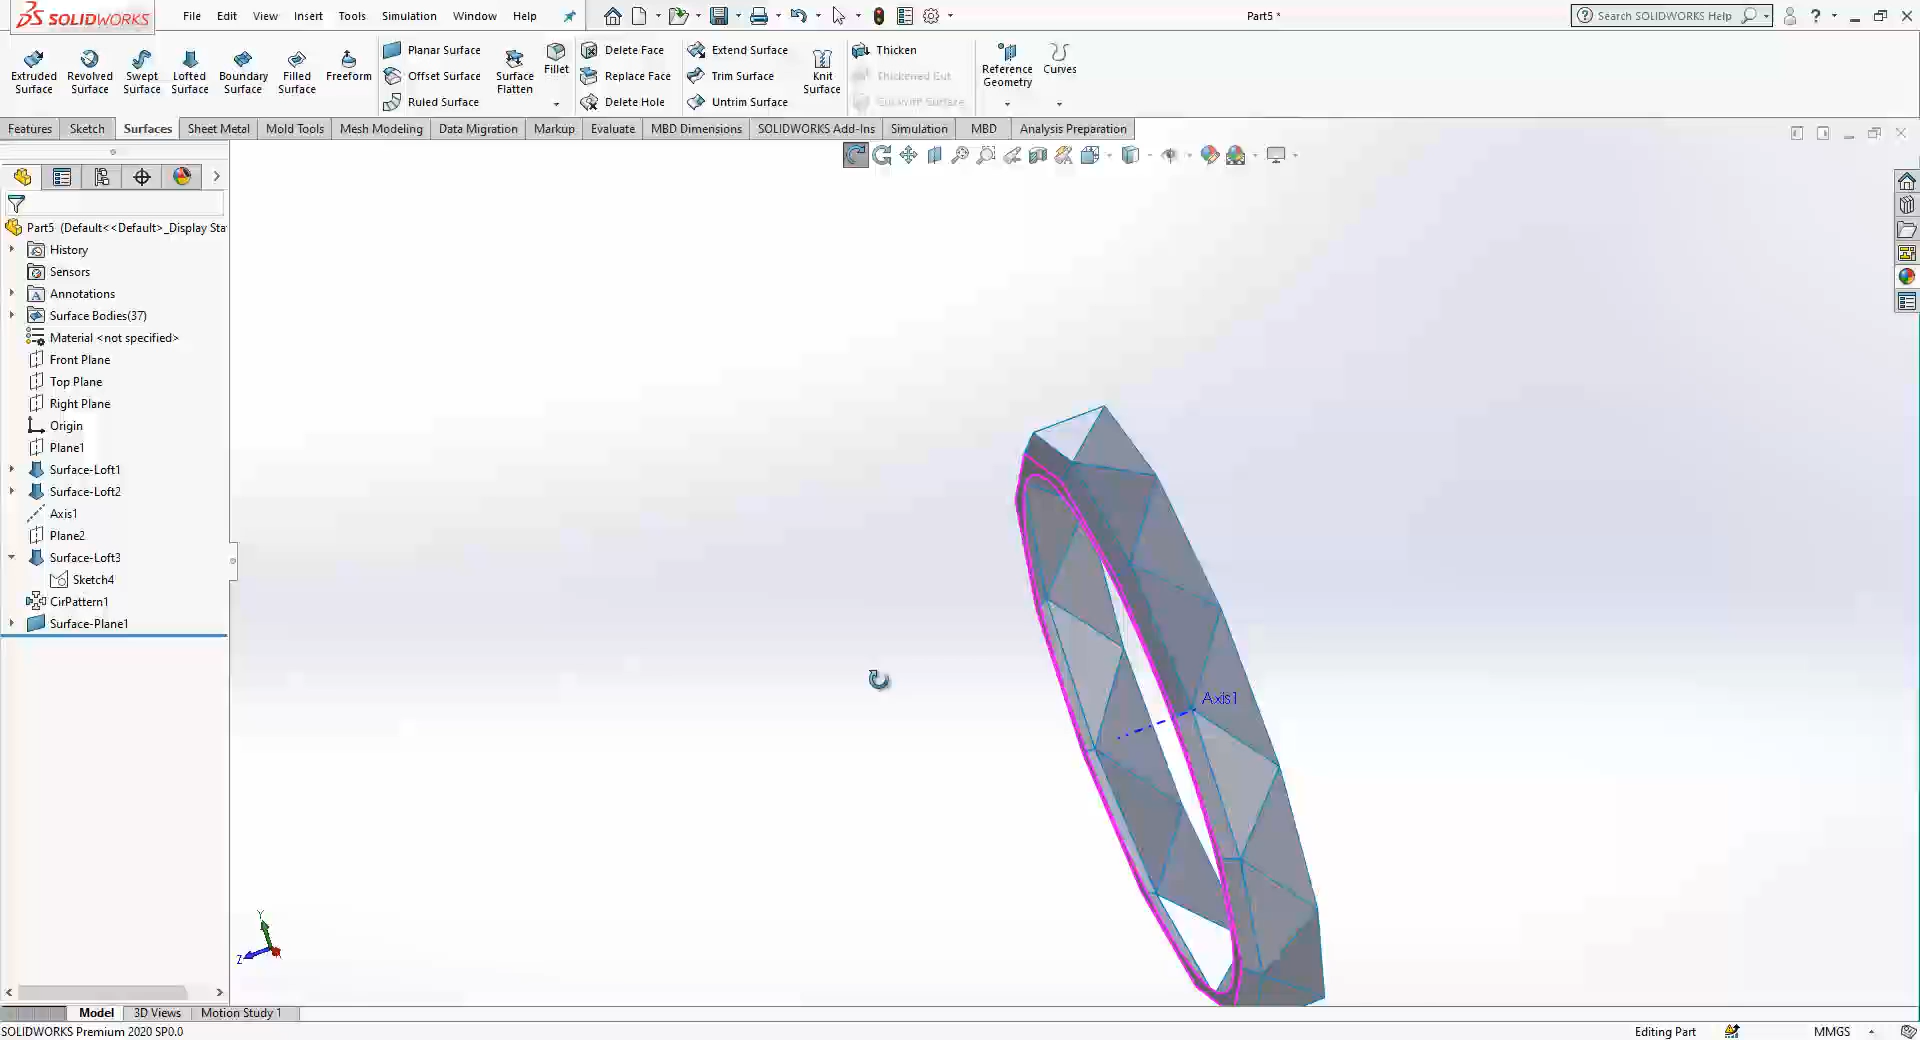 SOLIDWORKS File Edit View Insert Tools Simulation Window Help Part5 * Search SOLIDWORKS Help
Extruded Surface
Revolved Surface
Swept Surface
Lofted Surface
Boundary Surface
Filled Surface
Freeform
Planar Surface
Offset Surface
Ruled Surface
Surface Flatten
Fillet
Delete Face
Replace Face
Delete Hole
Extend Surface
Trim Surface
Untrim Surface
Knit Surface
Thicken
Thickened Cut
Reference Geometry
Curves
Features Sketch Surfaces Sheet Metal Mold Tools Mesh Modeling Data Migration Markup Evaluate MBD Dimensions SOLIDWORKS Add-Ins Simulation MBD Analysis Preparation
Part5 (Default<<Default>_Display Sta
History
Sensors
Annotations
Surface Bodies(37)
Material <not specified>
Front Plane
Top Plane
Right Plane
Origin
Plane1
Surface-Loft1
Surface-Loft2
Axis1
Plane2
Surface-Loft3
Sketch4
CirPattern1
Surface-Plane1
Axis1
Y
Z
Model 3D Views Motion Study 1
SOLIDWORKS Premium 2020 SP0.0 Editing Part MMGS